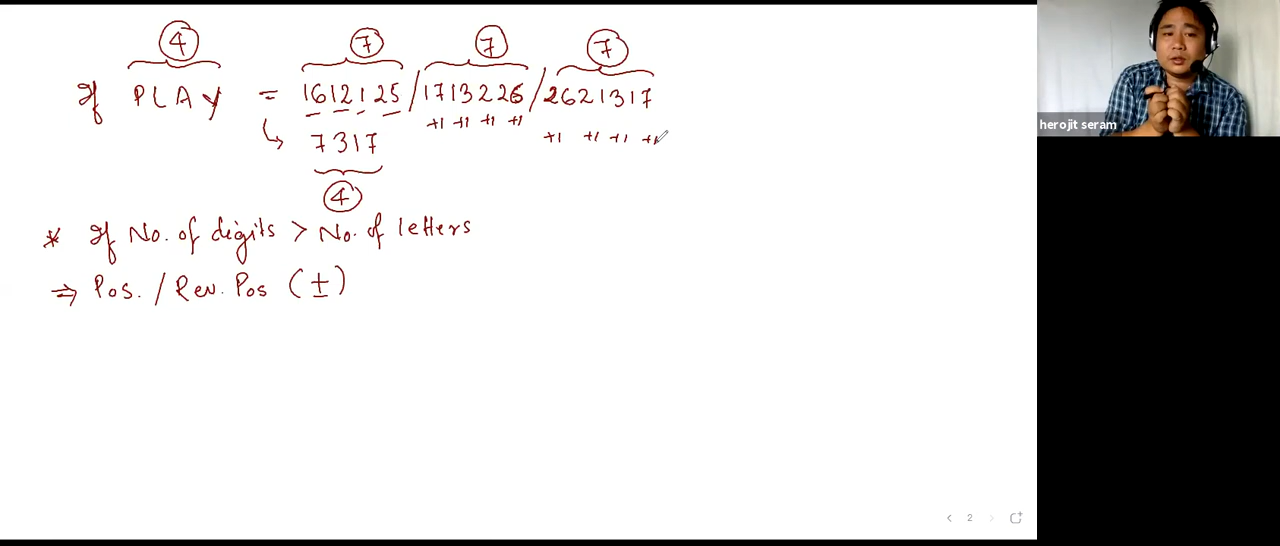 4 7 7 7
If PLAY = 1612125/1713226/2621317
+1 +1 +1 +1
+1 +1 +1 +1
↳ 7317
4
* If No. of digits > No. of letters
⇒ Pos. / Rev. Pos (±)
herojit seram
< 2 >